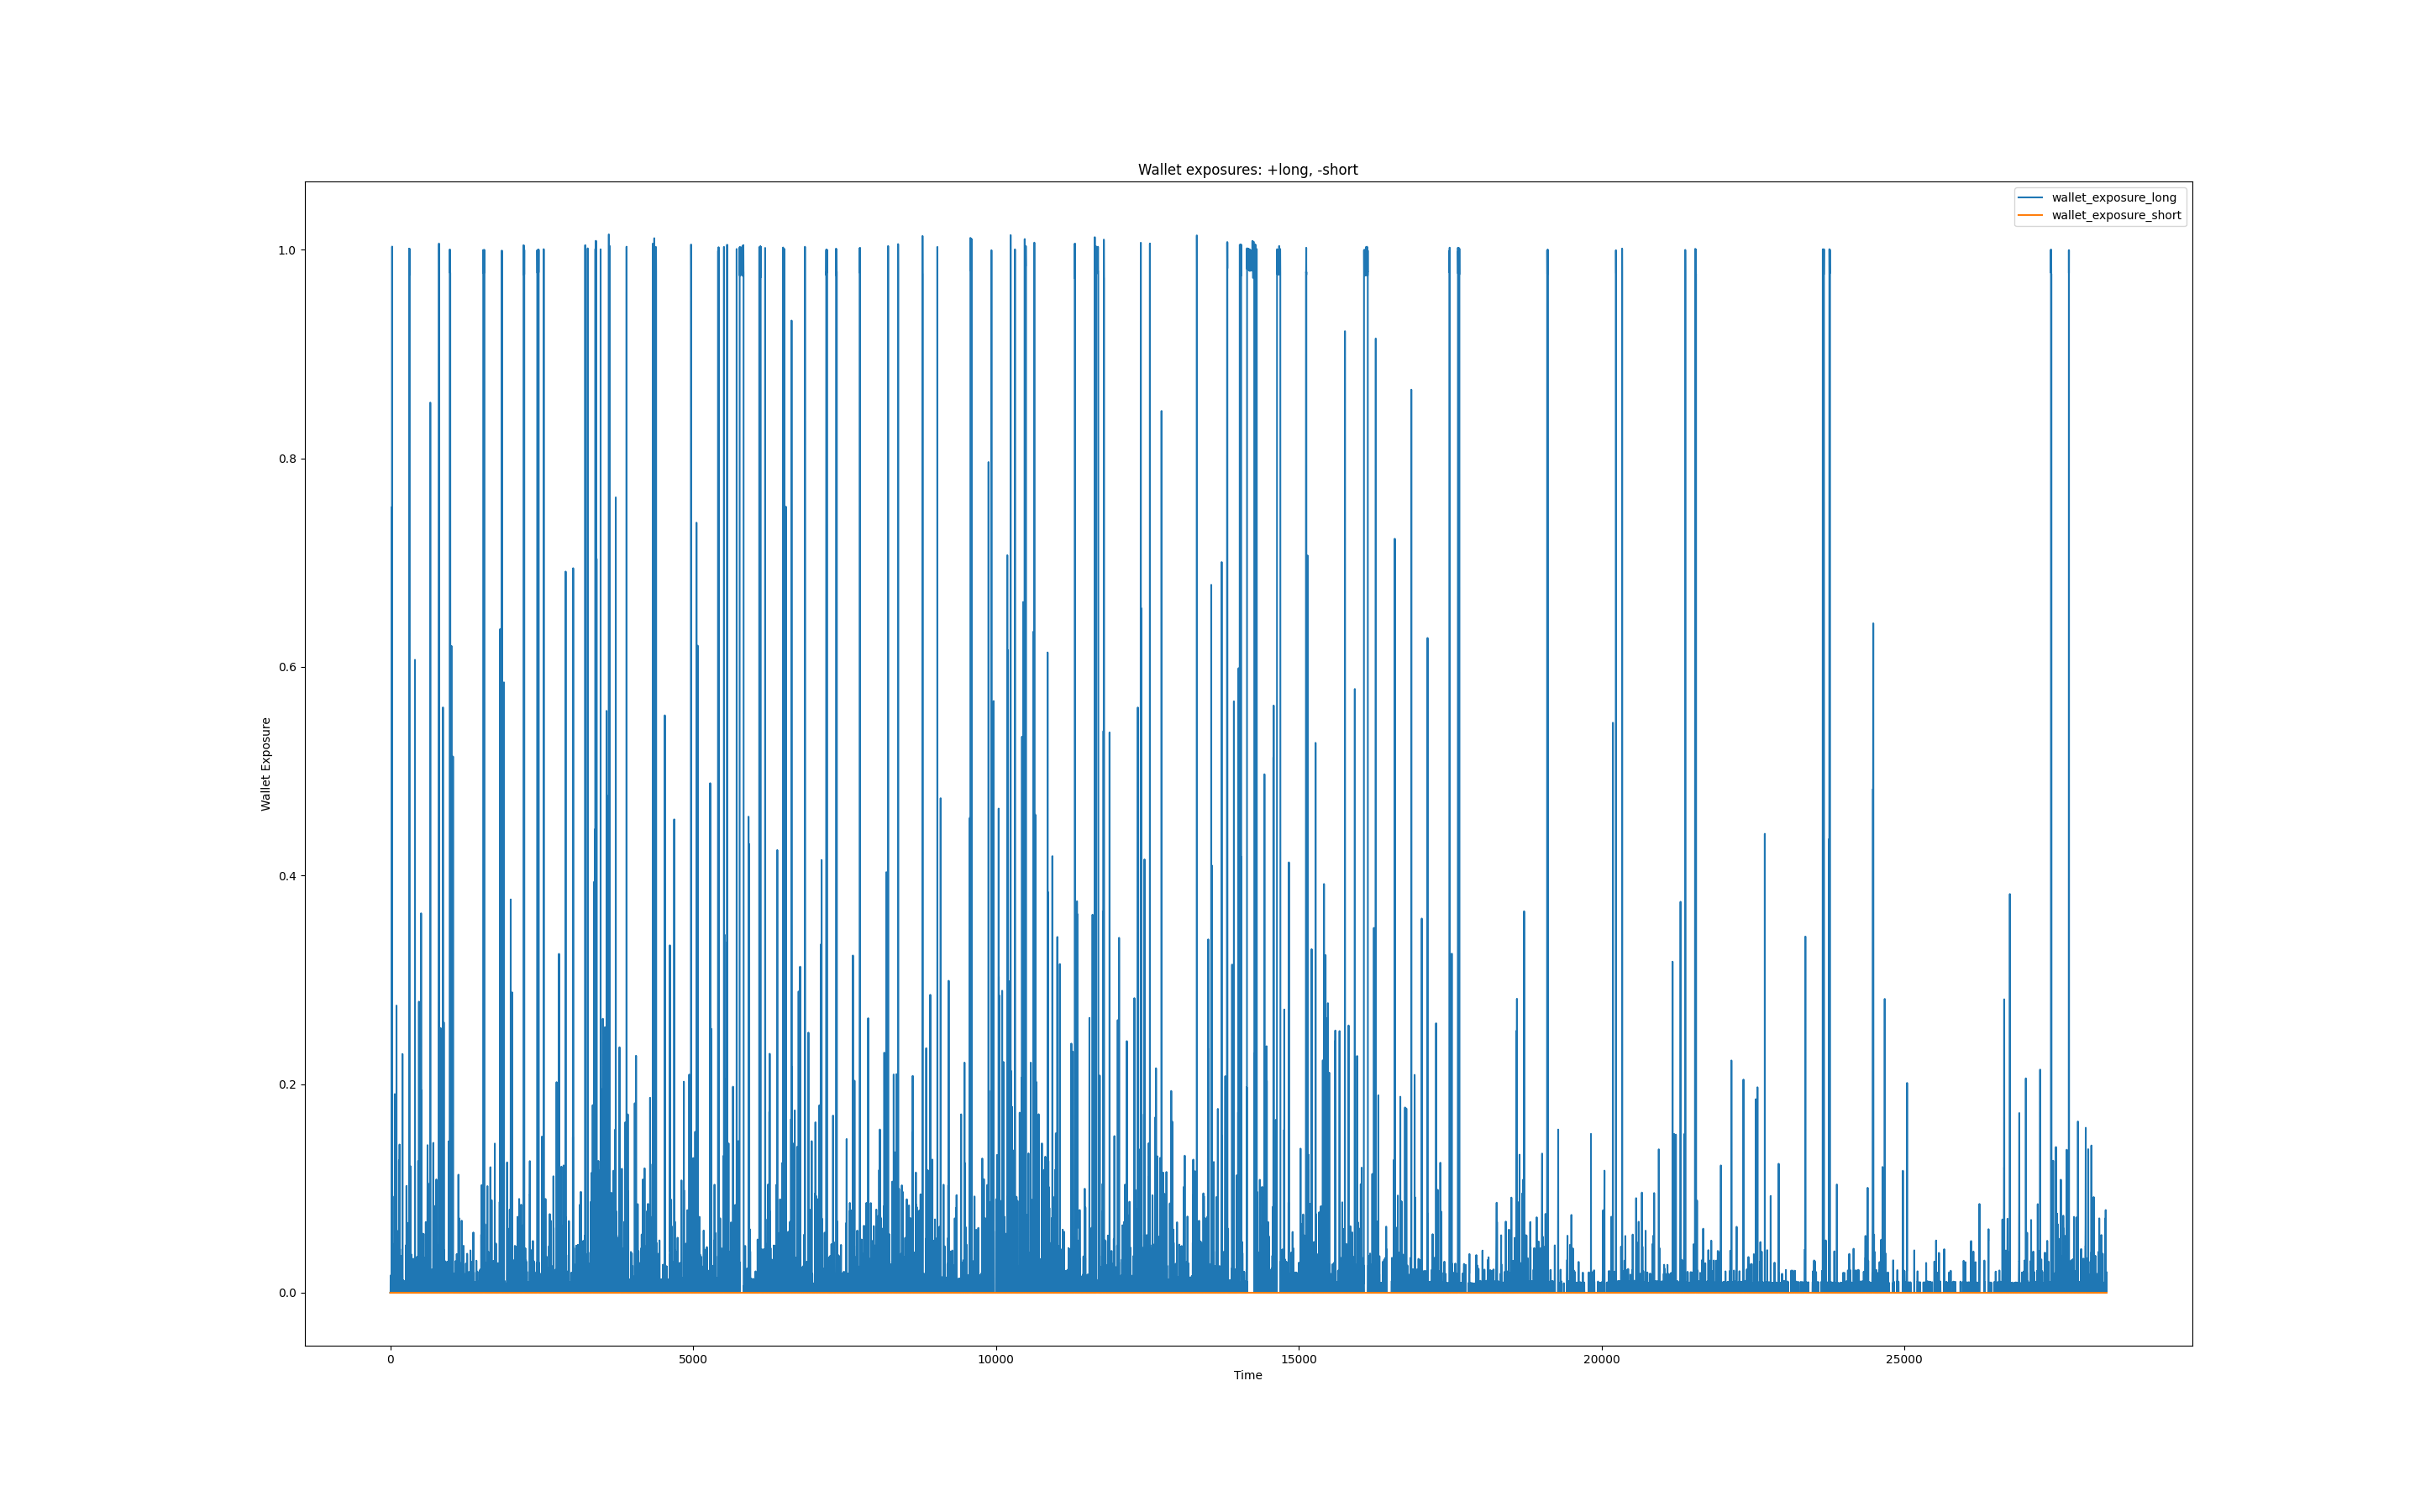 Wallet exposures: +long, -short
wallet_exposure_long
wallet_exposure_short
1.0
0.8
0.6
0.4
0.2
0.0
Wallet Exposure
0 5000 10000 15000 20000 25000
Time